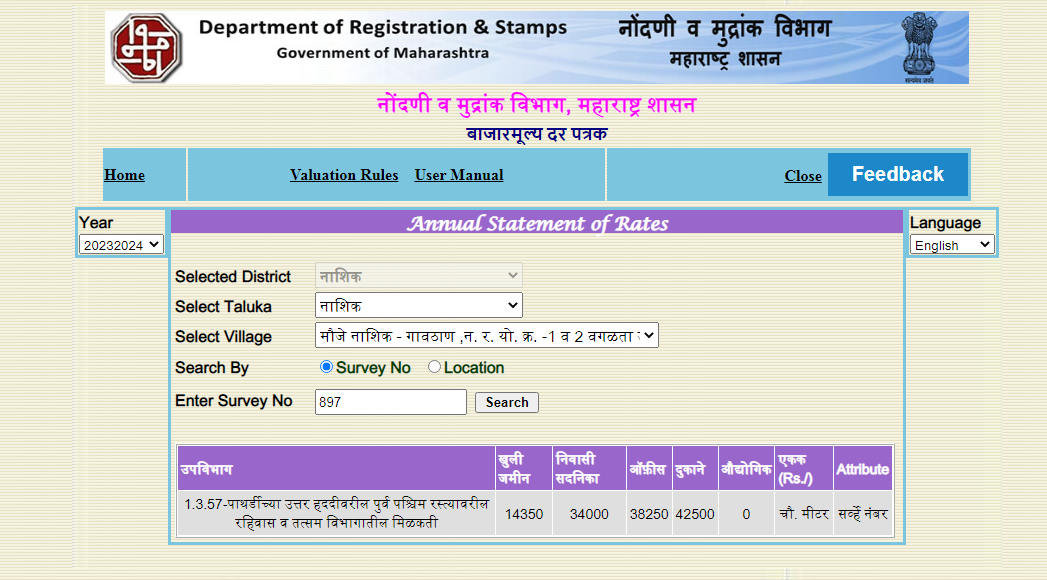 Department of Registration & Stamps
Government of Maharashtra
नोंदणी व मुद्रांक विभाग
महाराष्ट्र शासन
सत्यमेव जयते
नोंदणी व मुद्रांक विभाग, महाराष्ट्र शासन
बाजारमूल्य दर पत्रक
Home Valuation Rules User Manual Close Feedback
Year
20232024
Annual Statement of Rates
Language
English
Selected District नाशिक
Select Taluka नाशिक
Select Village मौजे नाशिक - गावठाण ,न. र. यो. क्र. -1 व 2 वगळता
Search By Survey No Location
Enter Survey No 897 Search
उपविभाग खुली जमीन निवासी सदनिका ऑफ़ीस दुकाने औद्योगिक एकक (Rs./) Attribute
1.3.57-पाथर्डीच्या उत्तर हददीवरील पुर्व पश्चिम रस्त्यावरील
रहिवास व तत्सम विभागातील मिळकती
14350 34000 38250 42500 0 चौ. मीटर सर्व्हे नंबर